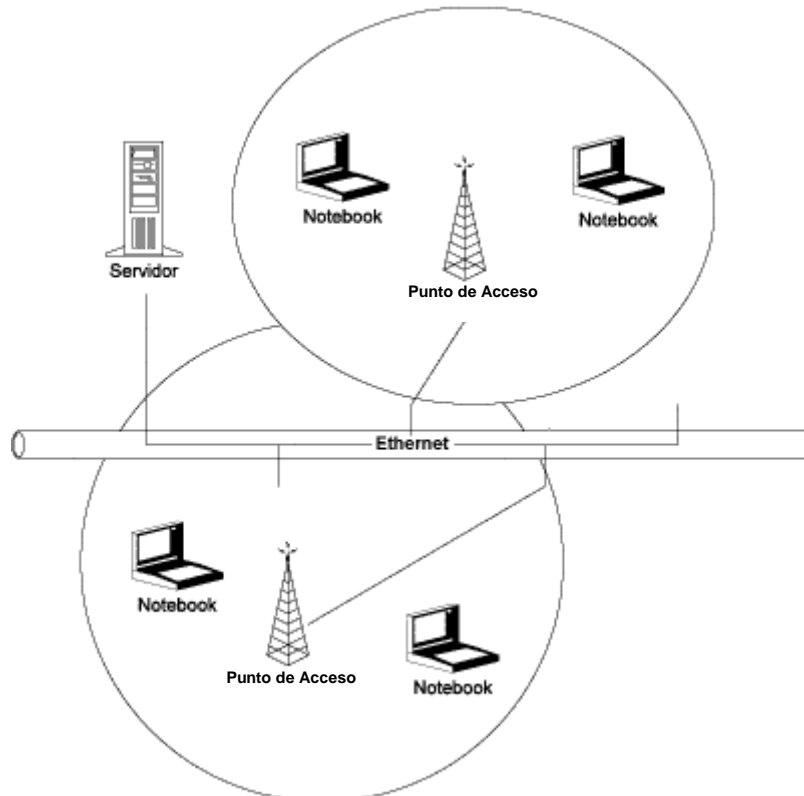 Notebook
Notebook
Servidor
Punto de Acceso
Ethernet
Notebook
Punto de Acceso
Notebook